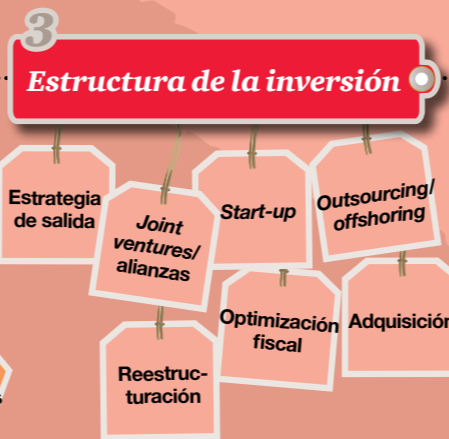 3
Estructura de la inversión
Estrategia
de salida
Joint
ventures/
alianzas
Start-up
Outsourcing/
offshoring
Reestruc-
turación
Optimización
fiscal
Adquisición